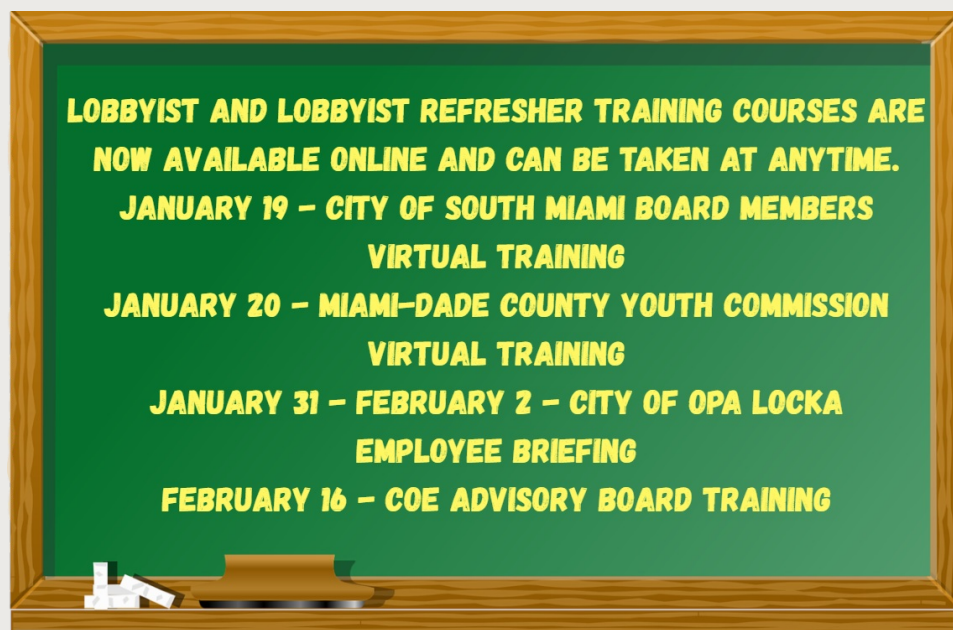 LOBBYIST AND LOBBYIST REFRESHER TRAINING COURSES ARE
NOW AVAILABLE ONLINE AND CAN BE TAKEN AT ANYTIME.
JANUARY 19 – CITY OF SOUTH MIAMI BOARD MEMBERS
VIRTUAL TRAINING
JANUARY 20 – MIAMI-DADE COUNTY YOUTH COMMISSION
VIRTUAL TRAINING
JANUARY 31 – FEBRUARY 2 – CITY OF OPA LOCKA
EMPLOYEE BRIEFING
FEBRUARY 16 – COE ADVISORY BOARD TRAINING